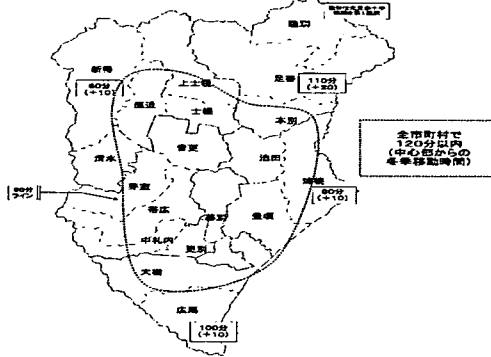 陸別
新得
60分
(+10)
上士幌
足寄
110分
(+20)
鹿追
士幌
本別
音更
全市町村で
120分以内
(中心部からの
冬季移動時間)
清水
池田
芽室
浦幌
90分
ライン
80分
(+10)
帯広
幕別
豊頃
中札内
更別
大樹
広尾
100分
(+10)